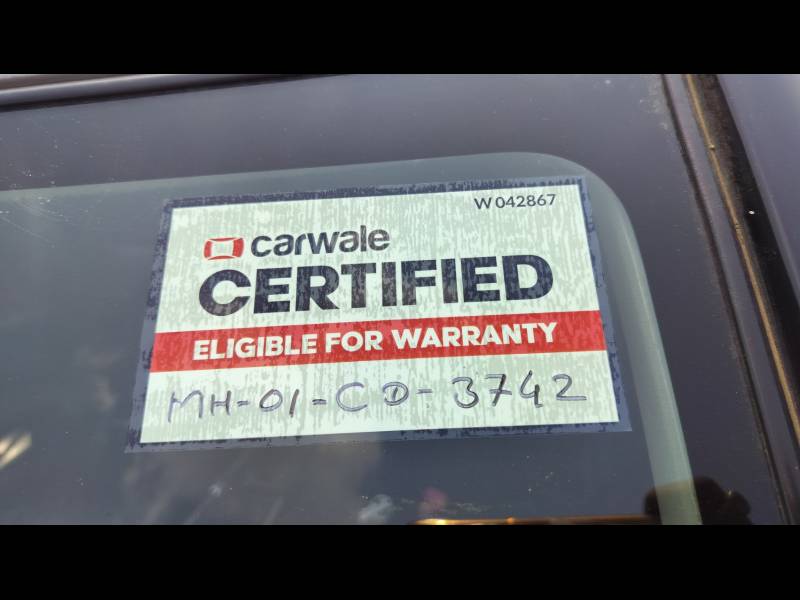 W042867
carwale
CERTIFIED
ELIGIBLE FOR WARRANTY
MH-01-CD-3742